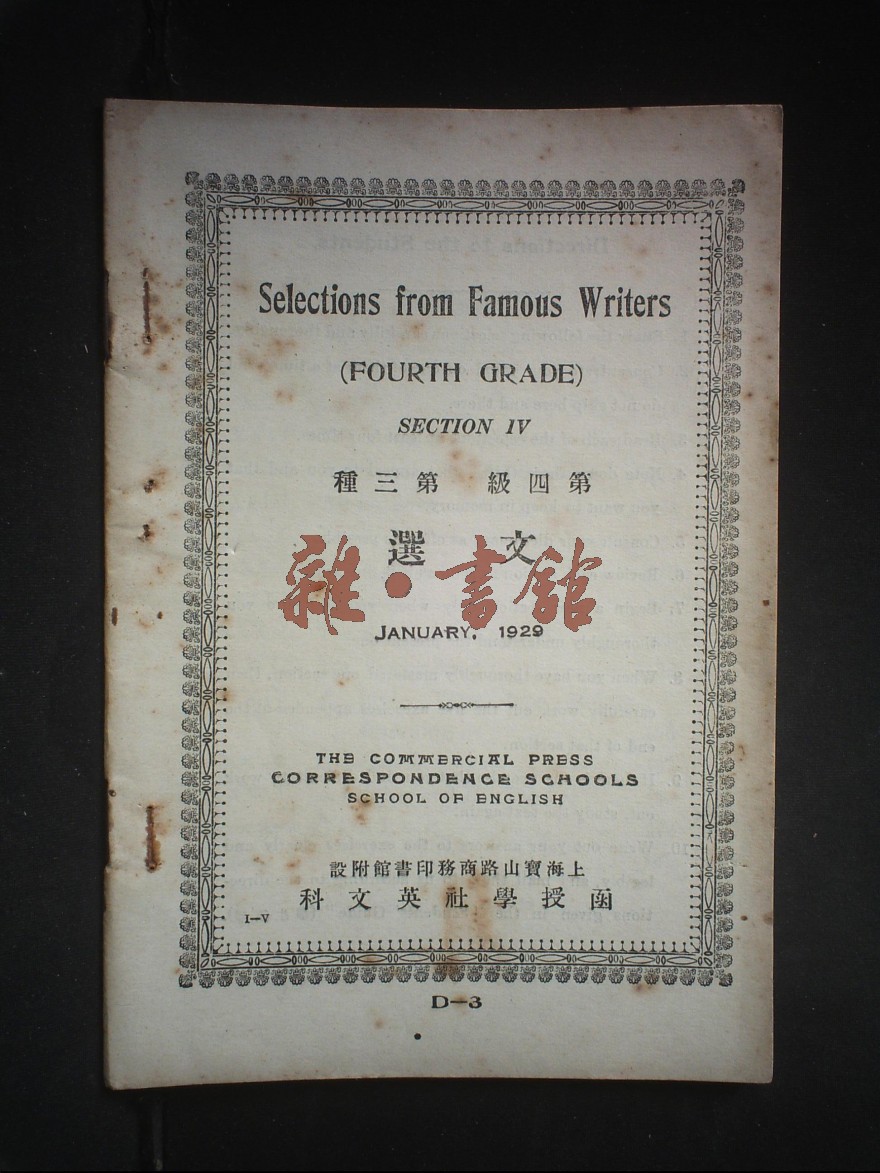 Selections from Famous Writers
(FOURTH GRADE)
SECTION IV
第四級 第三種
文選
雜·書館
JANUARY, 1929
THE COMMERCIAL PRESS
CORRESPONDENCE SCHOOLS
SCHOOL OF ENGLISH
上海寶山路商務印書館附設
函授學社英文科
I—V
D—3